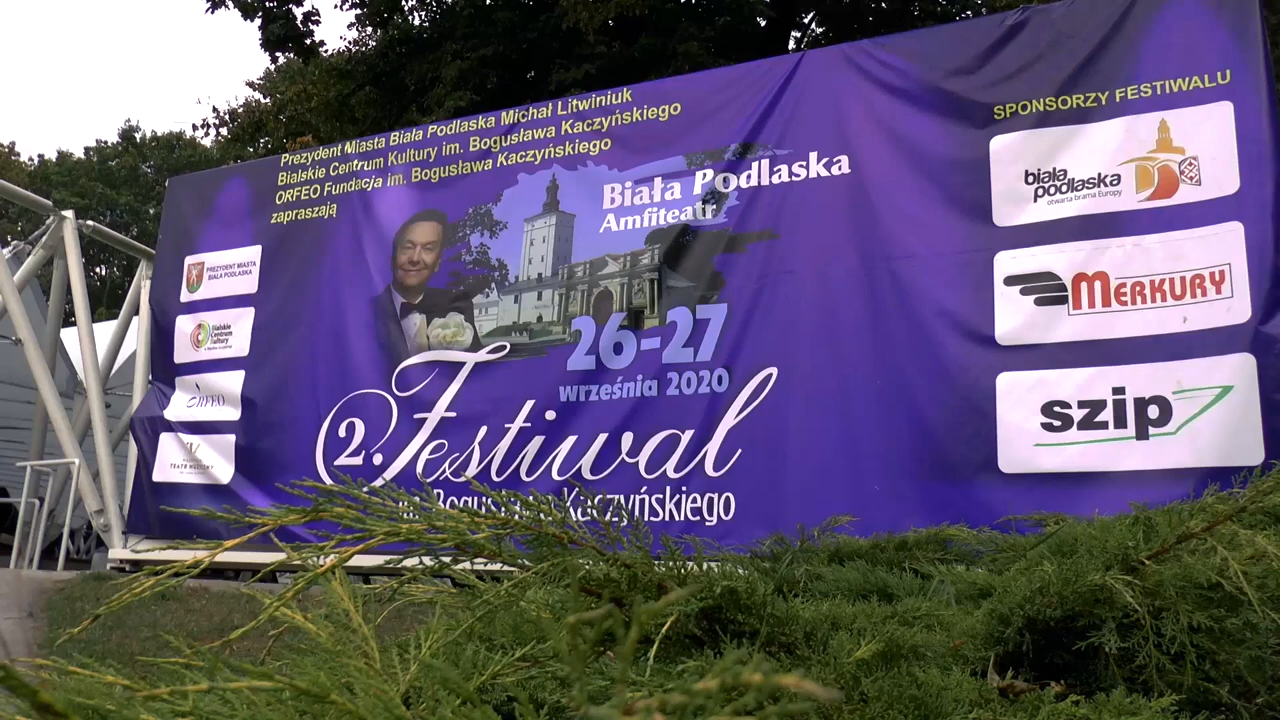 Prezydent Miasta Biała Podlaska Michał Litwiniuk
Bialskie Centrum Kultury im. Bogusława Kaczyńskiego
ORFEO Fundacja im. Bogusława Kaczyńskiego
zapraszają
PREZYDENT MIASTA
BIAŁA PODLASKA
Bialskie
Centrum
Kultury
ORFEO
TEATR MUZYCZNY
Biała Podlaska
Amfiteatr
26-27
września 2020
2. Festiwal
im. Bogusława Kaczyńskiego
SPONSORZY FESTIWALU
biała
podlaska
otwarta brama Europy
MERKURY
szip